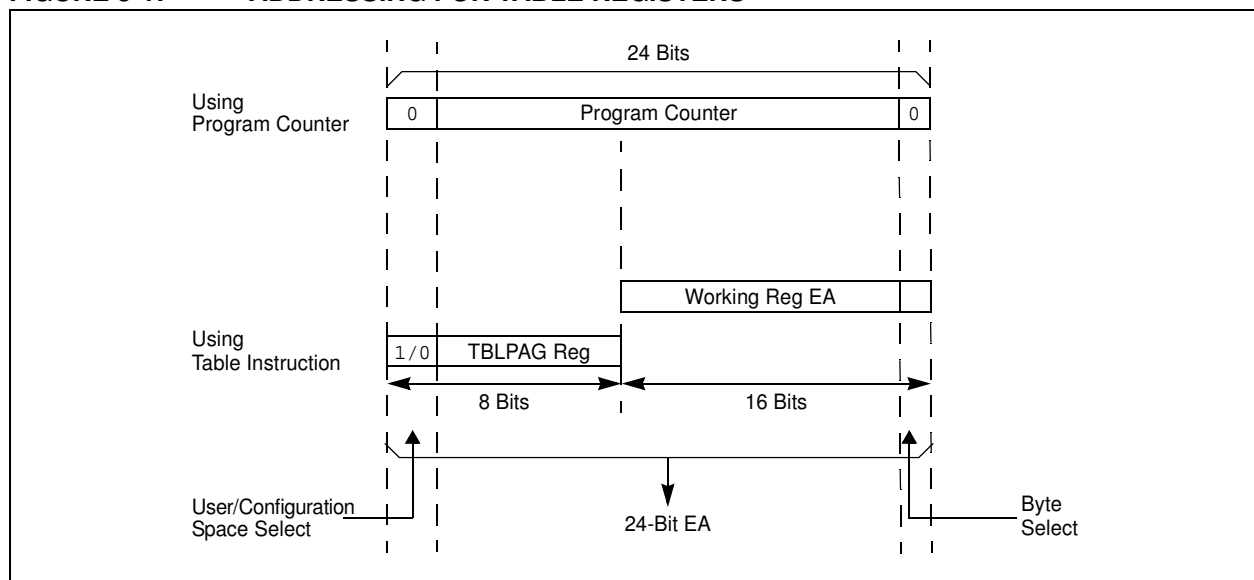 24 Bits
Using
Program Counter
0
Program Counter
0
Working Reg EA
Using
Table Instruction
1/0
TBLPAG Reg
8 Bits
16 Bits
User/Configuration
Space Select
24-Bit EA
Byte
Select